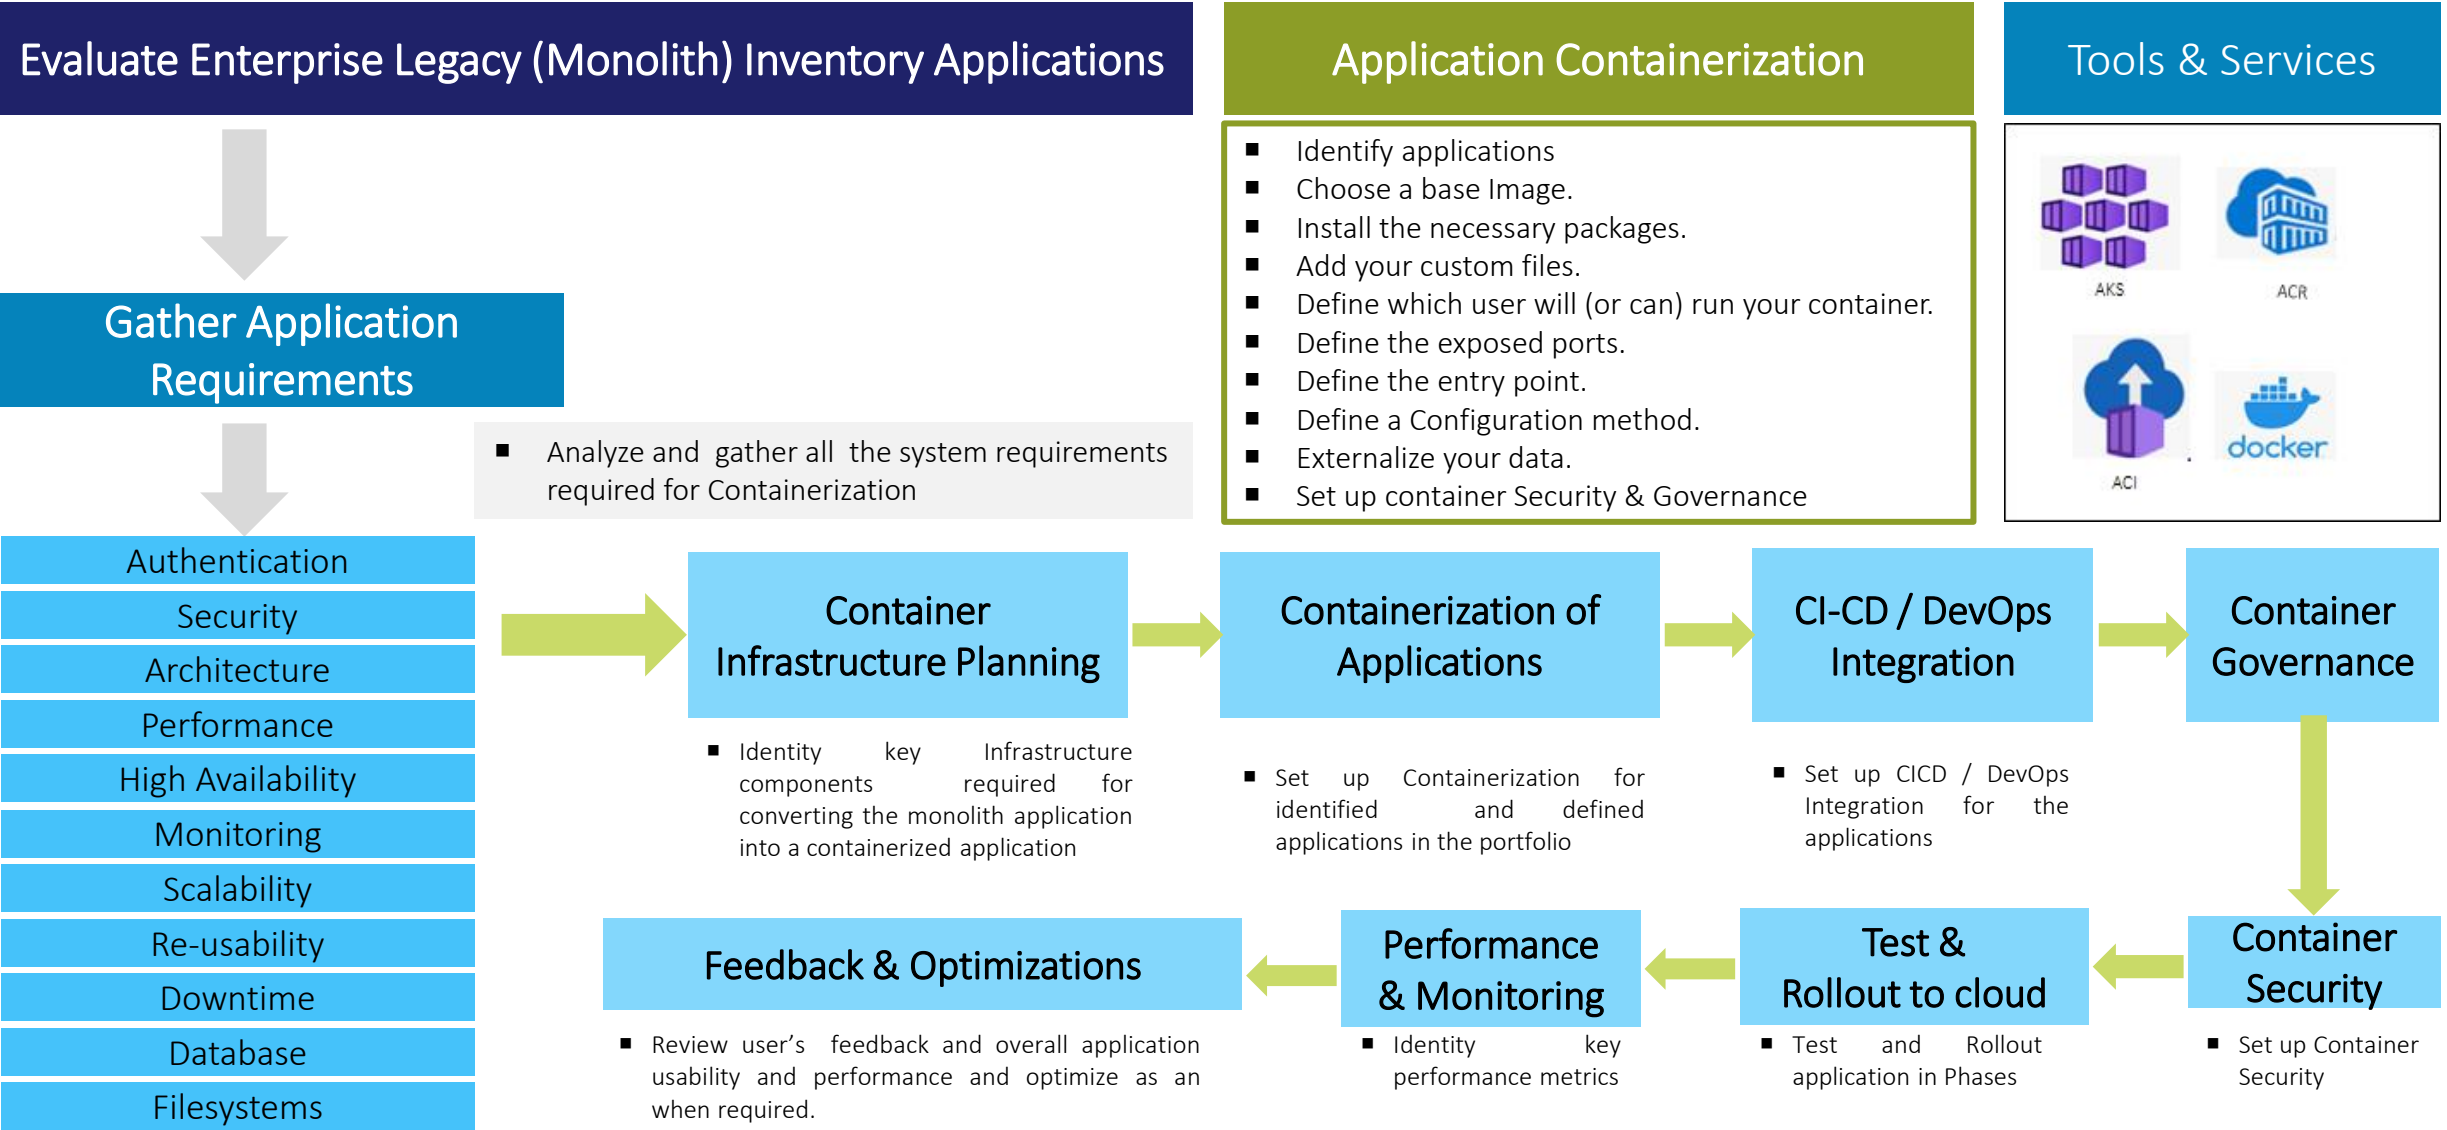 Evaluate Enterprise Legacy (Monolith) Inventory Applications
Application Containerization
Tools & Services
Gather Application
Requirements
■ Analyze and gather all the system requirements
required for Containerization
■ Identify applications
■ Choose a base Image.
■ Install the necessary packages.
■ Add your custom files.
■ Define which user will (or can) run your container.
■ Define the exposed ports.
■ Define the entry point.
■ Define a Configuration method.
■ Externalize your data.
■ Set up container Security & Governance
AKS
ACR
ACI
docker
Authentication
Security
Architecture
Performance
High Availability
Monitoring
Scalability
Re-usability
Downtime
Database
Filesystems
Container
Infrastructure Planning
■ Identity key Infrastructure
components required for
converting the monolith application
into a containerized application
Containerization of
Applications
■ Set up Containerization for
identified and defined
applications in the portfolio
CI-CD / DevOps
Integration
■ Set up CICD / DevOps
Integration for the
applications
Container
Governance
Container
Security
■ Set up Container
Security
Test &
Rollout to cloud
■ Test and Rollout
application in Phases
Performance
& Monitoring
■ Identity key
performance metrics
Feedback & Optimizations
■ Review user’s feedback and overall application
usability and performance and optimize as an
when required.